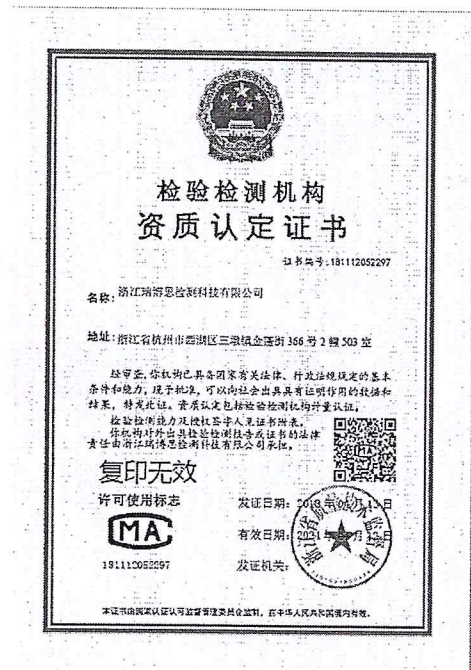 检验检测机构
资质认定证书
证书编号:181112052297
名称:浙江瑞博思检测科技有限公司
地址:浙江省杭州市西湖区三墩镇金蓬街366号2幢503室
经审查,你机构已具备国家有关法律、行政法规规定的基本
条件和能力,现予批准,可以向社会出具具有证明作用的数据和
结果,特发此证。资质认定包括检验检测机构计量认证。
检验检测能力及授权签字人见证书附表。
你机构对外出具检验检测报告或证书的法律
责任由浙江瑞博思检测科技有限公司承担。
复印无效
许可使用标志
MA
181112052297
发证日期:
有效日期:
发证机关:
本证书由国家认证认可监督管理委员会监制,在中华人民共和国境内有效。